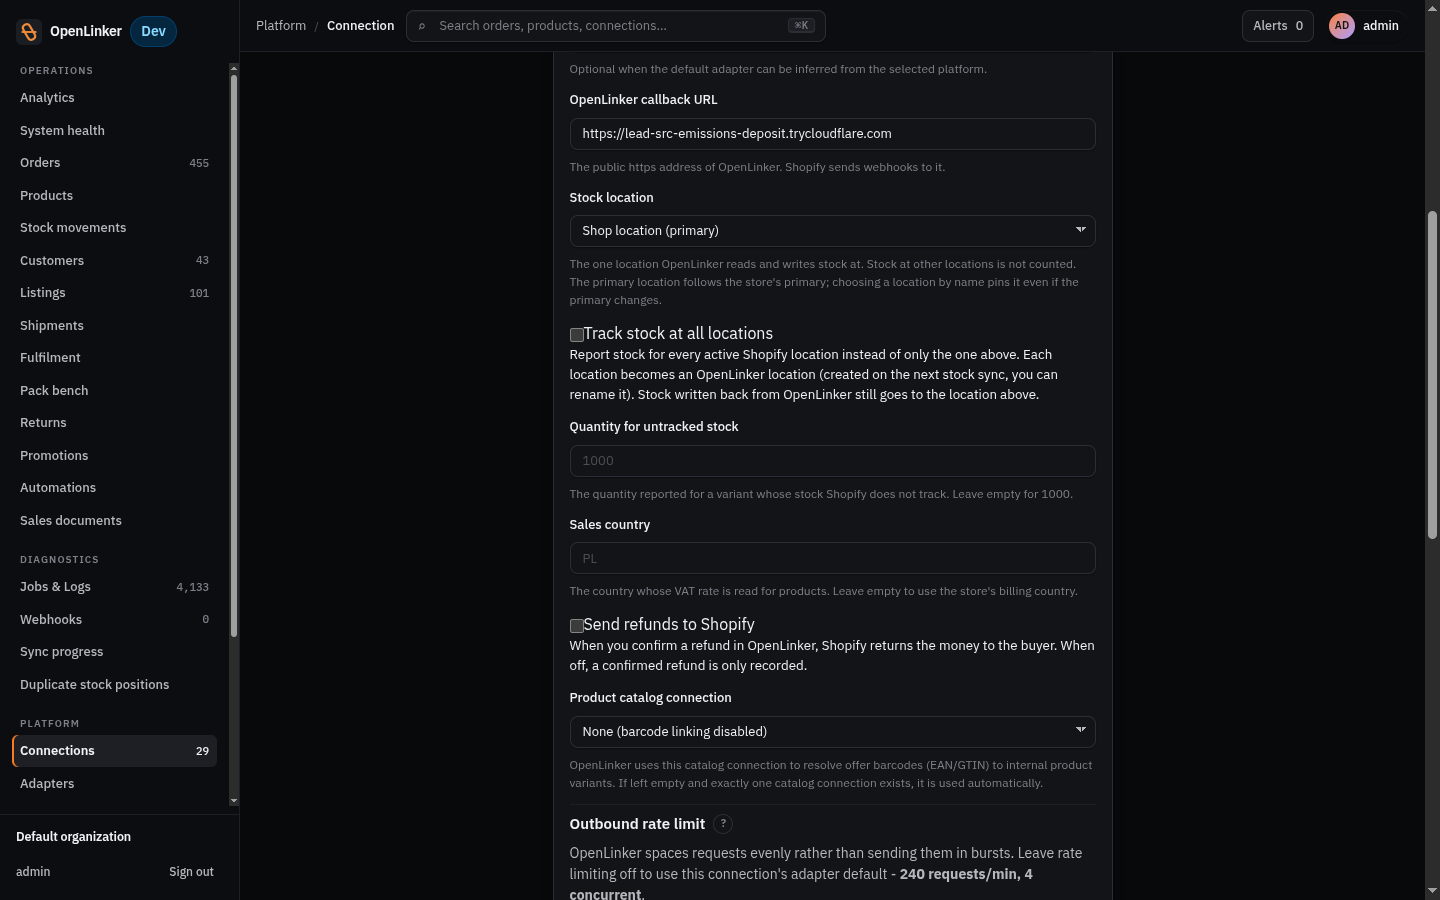 OpenLinker Dev
Platform / Connection
Search orders, products, connections...
⌘K
Alerts 0
AD admin
OPERATIONS
Analytics
System health
Orders 455
Products
Stock movements
Customers 43
Listings 101
Shipments
Fulfilment
Pack bench
Returns
Promotions
Automations
Sales documents
DIAGNOSTICS
Jobs & Logs 4,133
Webhooks 0
Sync progress
Duplicate stock positions
PLATFORM
Connections 29
Adapters
Default organization
admin Sign out
Optional when the default adapter can be inferred from the selected platform.
OpenLinker callback URL
https://lead-src-emissions-deposit.trycloudflare.com
The public https address of OpenLinker. Shopify sends webhooks to it.
Stock location
Shop location (primary)
The one location OpenLinker reads and writes stock at. Stock at other locations is not counted.
The primary location follows the store's primary; choosing a location by name pins it even if the
primary changes.
Track stock at all locations
Report stock for every active Shopify location instead of only the one above. Each
location becomes an OpenLinker location (created on the next stock sync, you can
rename it). Stock written back from OpenLinker still goes to the location above.
Quantity for untracked stock
1000
The quantity reported for a variant whose stock Shopify does not track. Leave empty for 1000.
Sales country
PL
The country whose VAT rate is read for products. Leave empty to use the store's billing country.
Send refunds to Shopify
When you confirm a refund in OpenLinker, Shopify returns the money to the buyer. When
off, a confirmed refund is only recorded.
Product catalog connection
None (barcode linking disabled)
OpenLinker uses this catalog connection to resolve offer barcodes (EAN/GTIN) to internal product
variants. If left empty and exactly one catalog connection exists, it is used automatically.
Outbound rate limit ?
OpenLinker spaces requests evenly rather than sending them in bursts. Leave rate
limiting off to use this connection's adapter default - 240 requests/min, 4
concurrent.